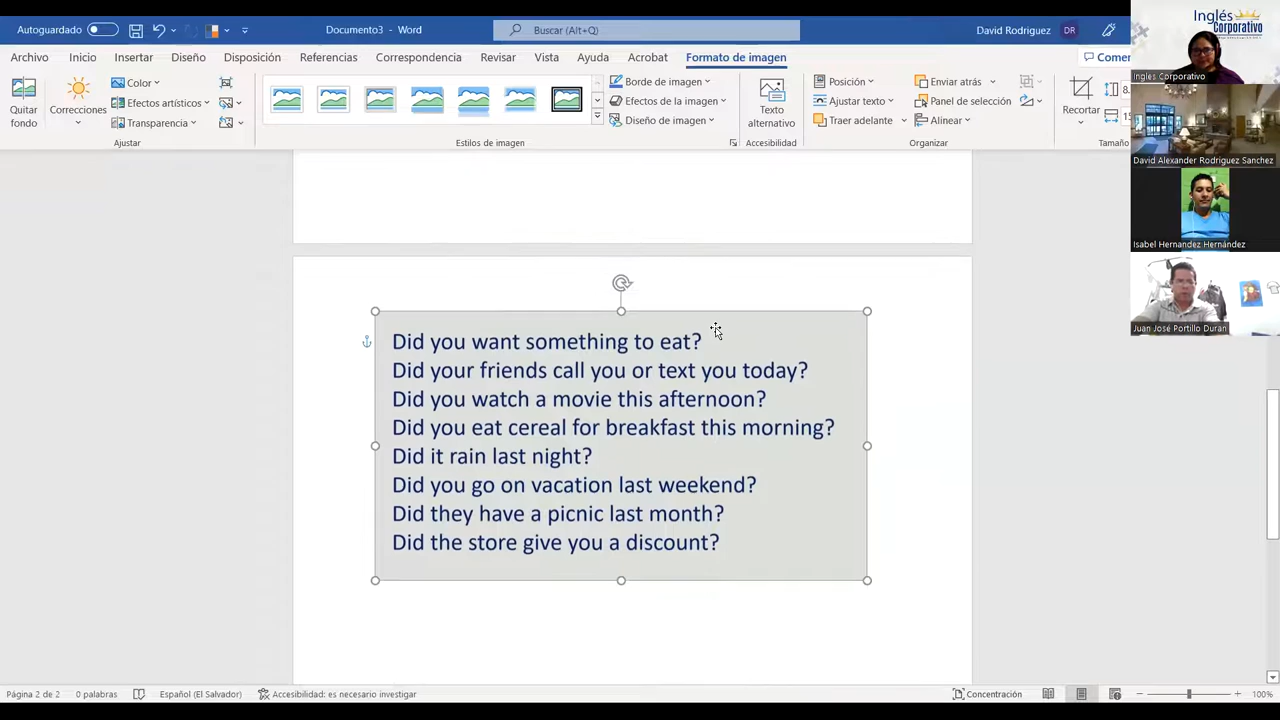 Autoguardado
Documento3 - Word
Buscar (Alt+Q)
David Rodriguez
DR
Archivo
Inicio
Insertar
Diseño
Disposición
Referencias
Correspondencia
Revisar
Vista
Ayuda
Acrobat
Formato de imagen
Quitar fondo
Correcciones
Color
Efectos artísticos
Transparencia
Ajustar
Estilos de imagen
Borde de imagen
Efectos de la imagen
Diseño de imagen
Texto alternativo
Accesibilidad
Posición
Ajustar texto
Traer adelante
Enviar atrás
Panel de selección
Alinear
Organizar
Recortar
Inglés Corporativo
Ingles Corporativo
David Alexander Rodriguez Sanchez
Isabel Hernandez Hernández
Juan José Portillo Duran
Did you want something to eat?
Did your friends call you or text you today?
Did you watch a movie this afternoon?
Did you eat cereal for breakfast this morning?
Did it rain last night?
Did you go on vacation last weekend?
Did they have a picnic last month?
Did the store give you a discount?
Página 2 de 2
0 palabras
Español (El Salvador)
Accesibilidad: es necesario investigar
Concentración
100%